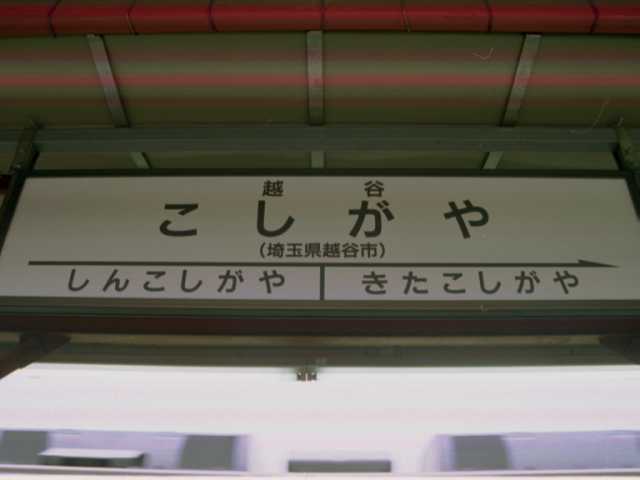 越谷
こしがや
(埼玉県越谷市)
しんこしがや きたこしがや